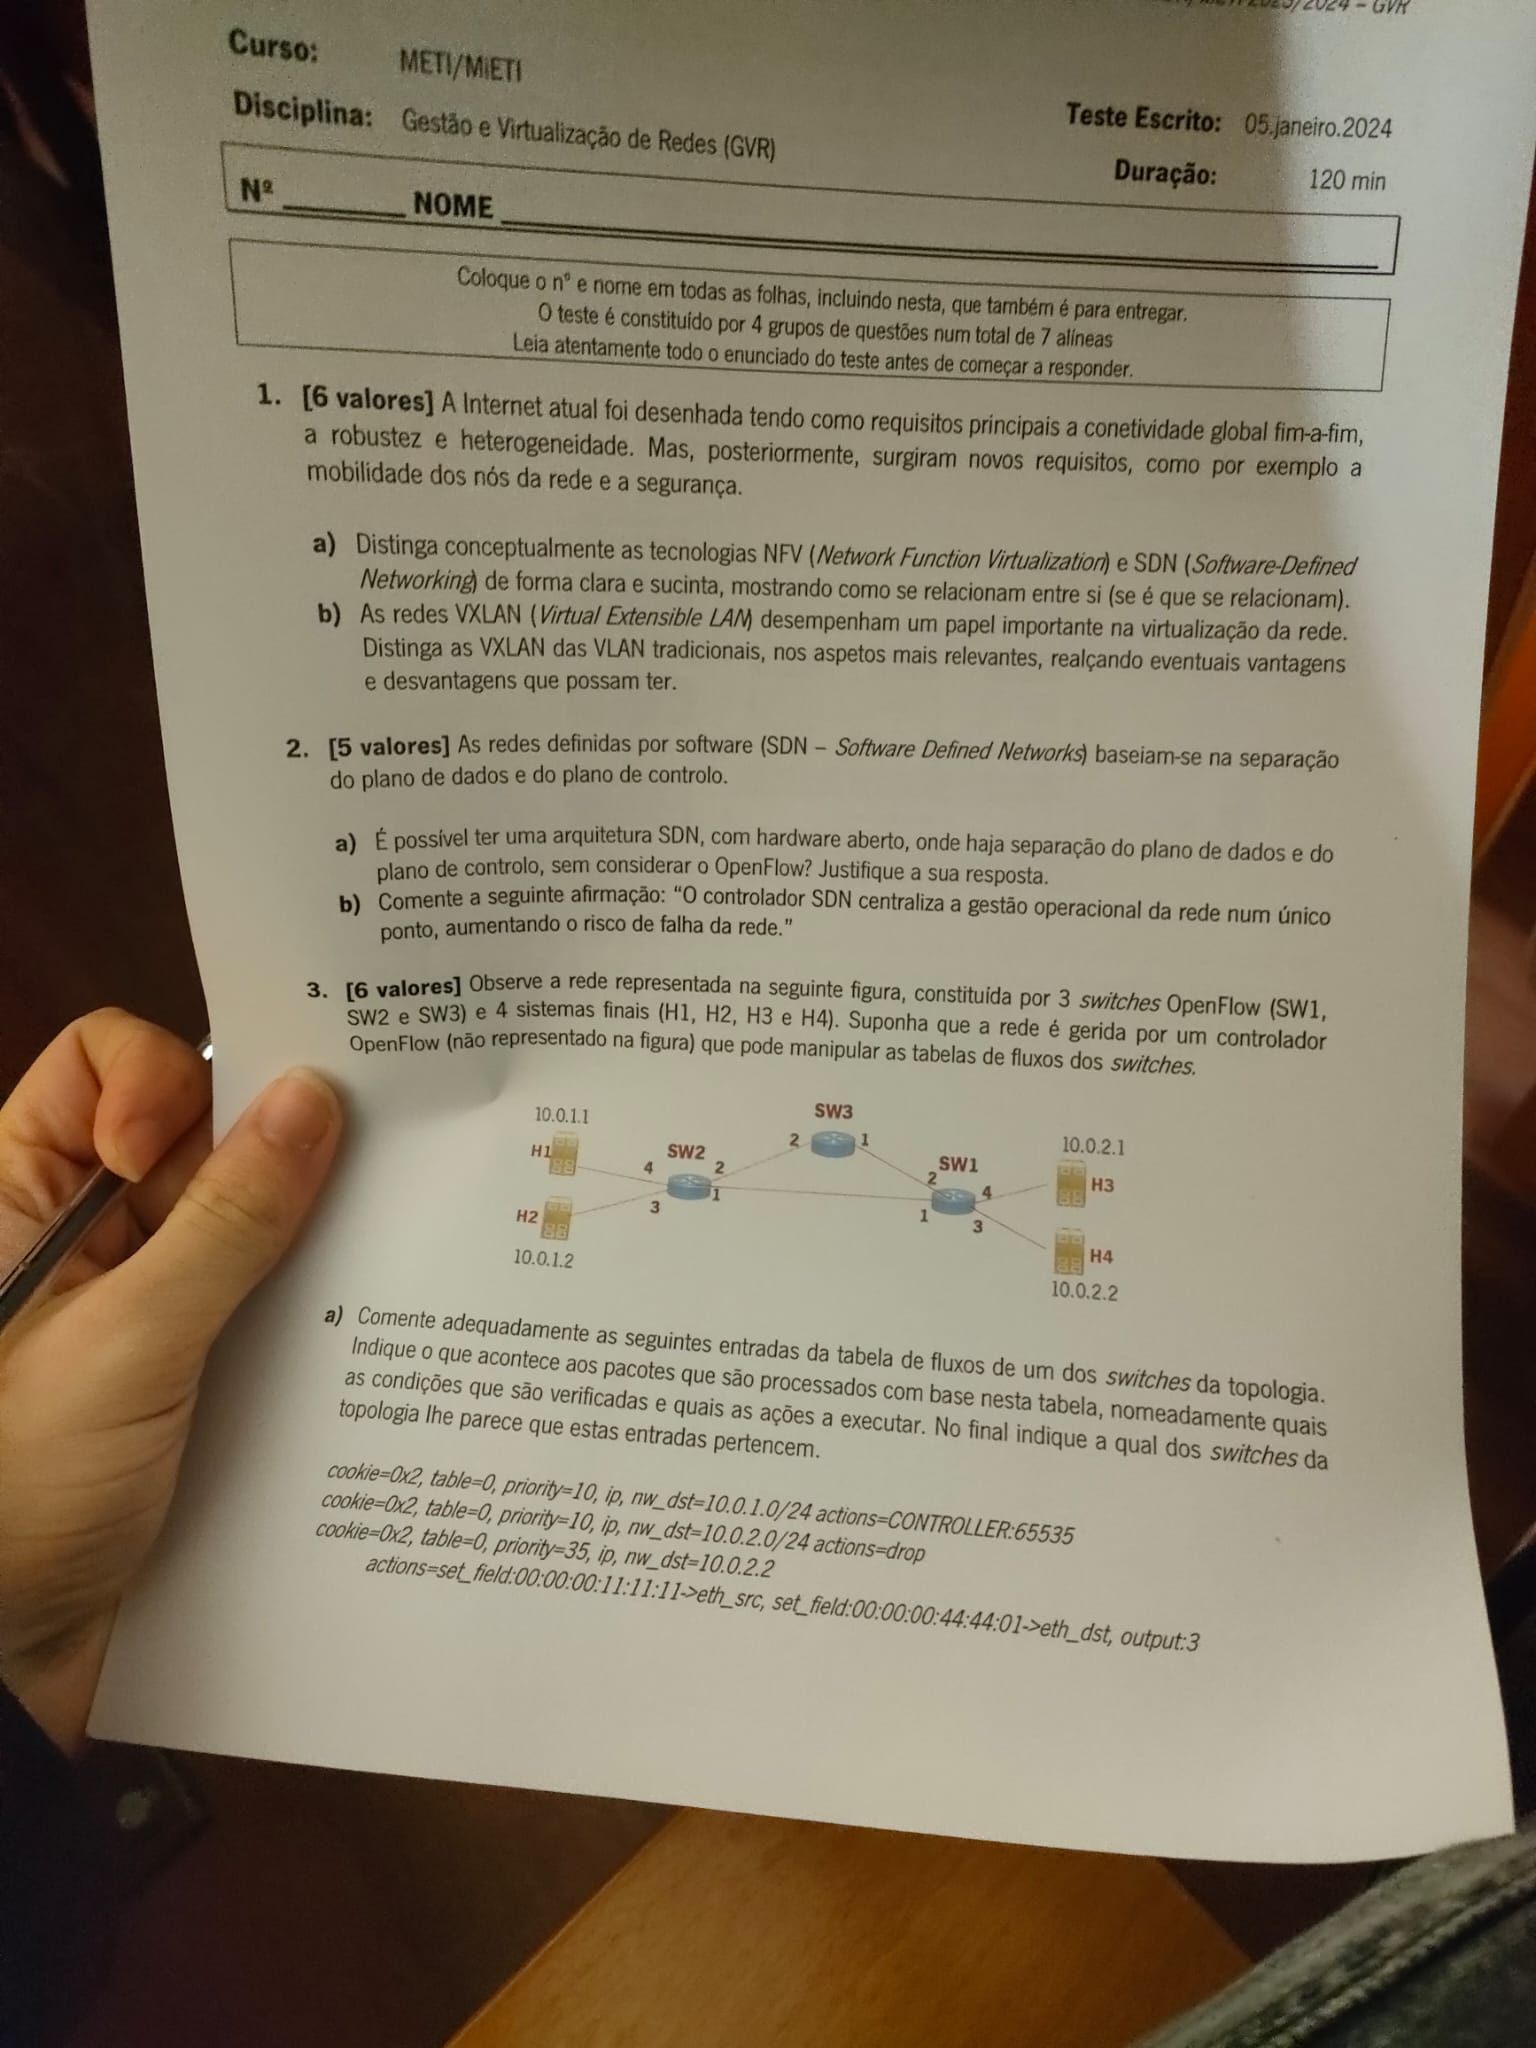 2023/2024 – GVR
Curso: METI/MiETI
Disciplina: Gestão e Virtualização de Redes (GVR)
Teste Escrito: 05.janeiro.2024
Duração: 120 min
Nº ________ NOME ________
Coloque o nº e nome em todas as folhas, incluindo nesta, que também é para entregar.
O teste é constituído por 4 grupos de questões num total de 7 alíneas
Leia atentamente todo o enunciado do teste antes de começar a responder.
1. [6 valores] A Internet atual foi desenhada tendo como requisitos principais a conetividade global fim-a-fim,
a robustez e heterogeneidade. Mas, posteriormente, surgiram novos requisitos, como por exemplo a
mobilidade dos nós da rede e a segurança.
a) Distinga conceptualmente as tecnologias NFV (Network Function Virtualization) e SDN (Software-Defined
Networking) de forma clara e sucinta, mostrando como se relacionam entre si (se é que se relacionam).
b) As redes VXLAN (Virtual Extensible LAN) desempenham um papel importante na virtualização da rede.
Distinga as VXLAN das VLAN tradicionais, nos aspetos mais relevantes, realçando eventuais vantagens
e desvantagens que possam ter.
2. [5 valores] As redes definidas por software (SDN – Software Defined Networks) baseiam-se na separação
do plano de dados e do plano de controlo.
a) É possível ter uma arquitetura SDN, com hardware aberto, onde haja separação do plano de dados e do
plano de controlo, sem considerar o OpenFlow? Justifique a sua resposta.
b) Comente a seguinte afirmação: “O controlador SDN centraliza a gestão operacional da rede num único
ponto, aumentando o risco de falha da rede.”
3. [6 valores] Observe a rede representada na seguinte figura, constituída por 3 switches OpenFlow (SW1,
SW2 e SW3) e 4 sistemas finais (H1, H2, H3 e H4). Suponha que a rede é gerida por um controlador
OpenFlow (não representado na figura) que pode manipular as tabelas de fluxos dos switches.
10.0.1.1
H1
H2
10.0.1.2
4
3
SW2
2
1
SW3
2
1
SW1
2
1
4
3
10.0.2.1
H3
H4
10.0.2.2
a) Comente adequadamente as seguintes entradas da tabela de fluxos de um dos switches da topologia.
Indique o que acontece aos pacotes que são processados com base nesta tabela, nomeadamente quais
as condições que são verificadas e quais as ações a executar. No final indique a qual dos switches da
topologia lhe parece que estas entradas pertencem.
cookie=0x2, table=0, priority=10, ip, nw_dst=10.0.1.0/24 actions=CONTROLLER:65535
cookie=0x2, table=0, priority=10, ip, nw_dst=10.0.2.0/24 actions=drop
cookie=0x2, table=0, priority=35, ip, nw_dst=10.0.2.2
actions=set_field:00:00:00:11:11:11->eth_src, set_field:00:00:00:44:44:01->eth_dst, output:3